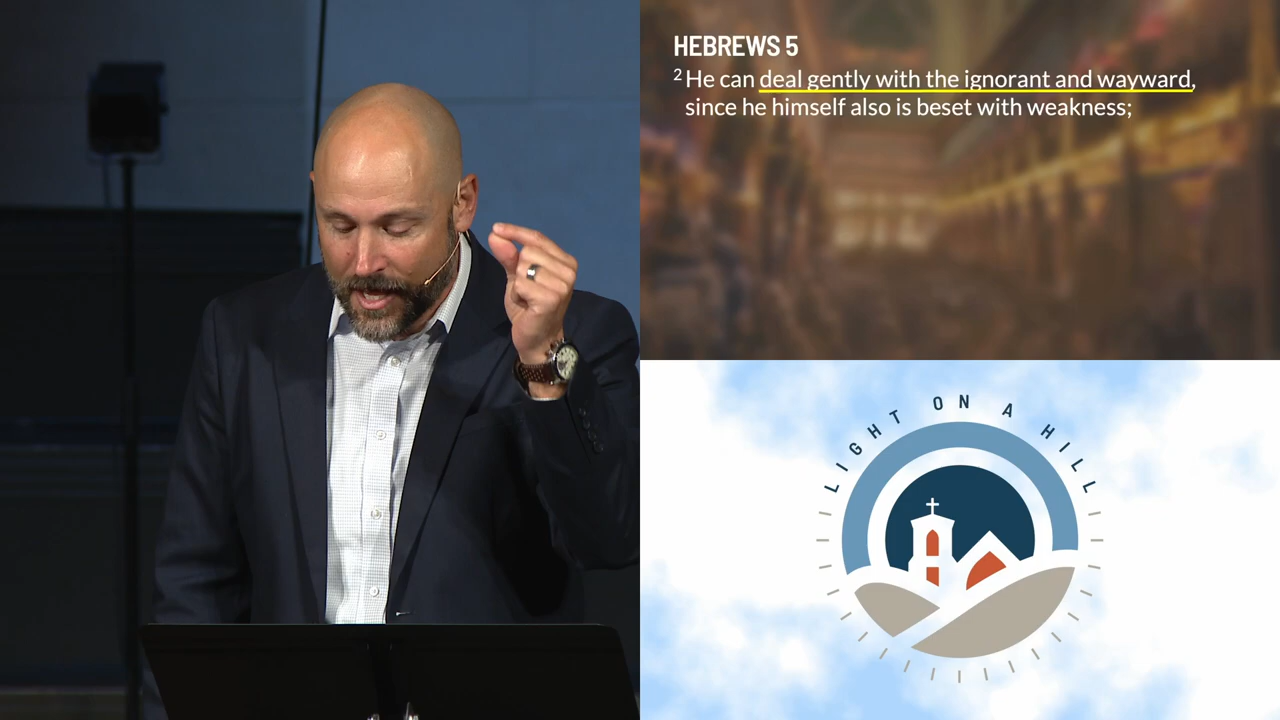 HEBREWS 5
2 He can deal gently with the ignorant and wayward,
since he himself also is beset with weakness;
LIGHT ON A HILL